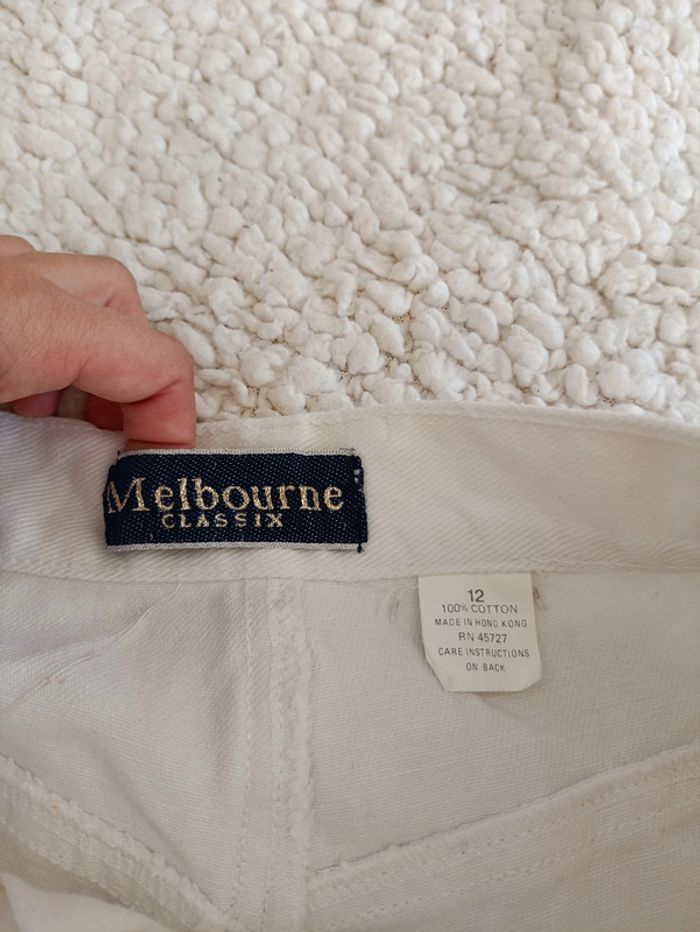 Melbourne
CLASSIX
12
100% COTTON
MADE IN HONG KONG
RN 45727
CARE INSTRUCTIONS
ON BACK